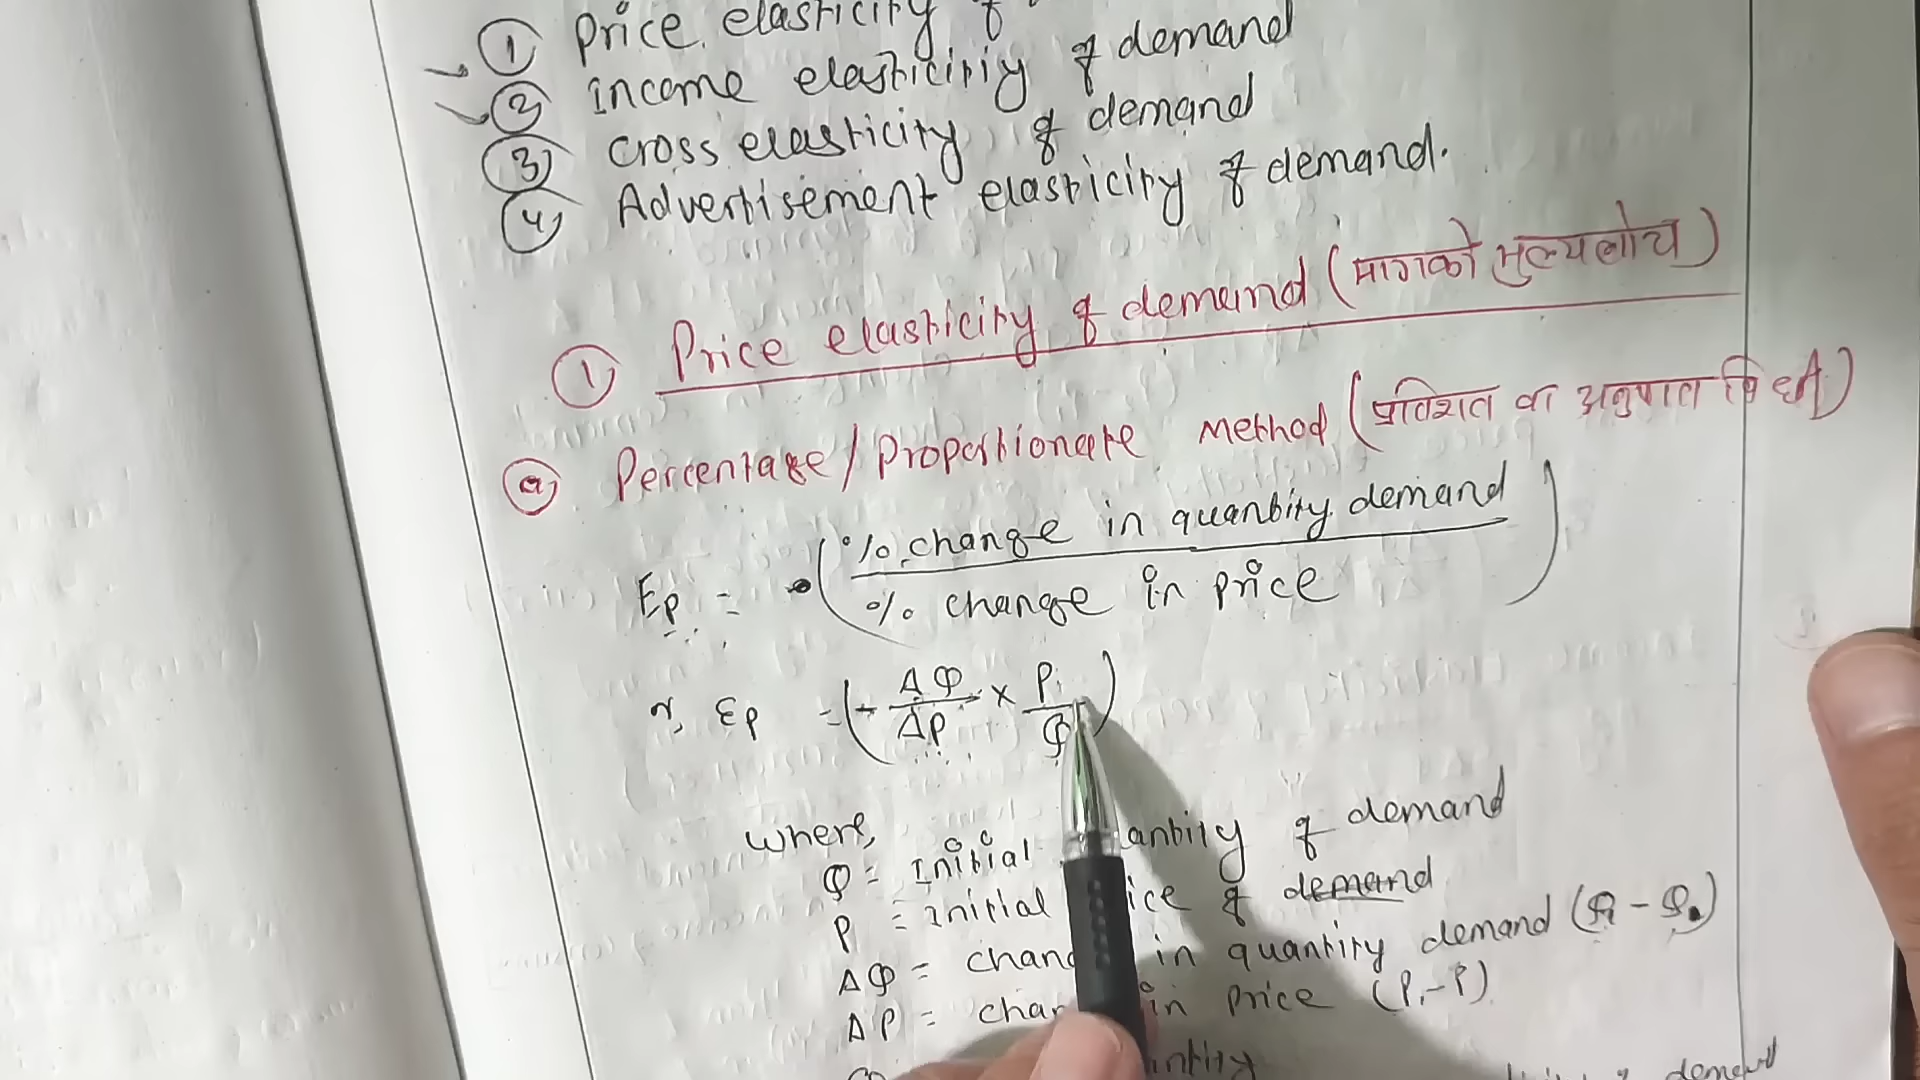 ① Price elasticity of
② income elasticity of demand
③ cross elasticity of demand
④ Advertisement elasticity of demand.
① Price elasticity of demand (मागको मुल्यलोच)
ⓐ Percentage/Proportionate Method (प्रतिशत वा अनुपात विधि)
Ep = -(% change in quantity demand / % change in price)
or, Ep = (- ΔQ/ΔP × P/Q)
where,
Q = Initial demand
P = initial of demand
ΔQ = in quantity demand (Q₁ - Q)
ΔP = in price (P₁-P)
demand